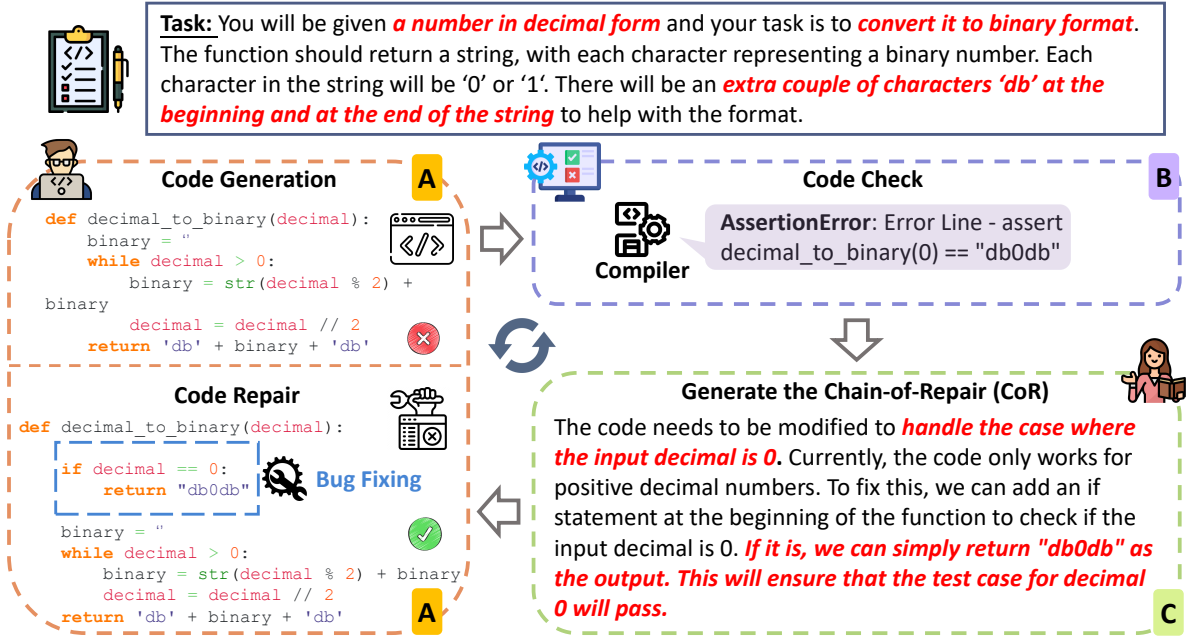 Task: You will be given a number in decimal form and your task is to convert it to binary format.
The function should return a string, with each character representing a binary number. Each
character in the string will be ‘0’ or ‘1‘. There will be an extra couple of characters ‘db’ at the
beginning and at the end of the string to help with the format.
Code Generation
A
def decimal_to_binary(decimal):
binary = ‘’
while decimal > 0:
binary = str(decimal % 2) +
binary
decimal = decimal // 2
return 'db' + binary + 'db'
Code Check
B
Compiler
AssertionError: Error Line - assert
decimal_to_binary(0) == "db0db"
Generate the Chain-of-Repair (CoR)
The code needs to be modified to handle the case where
the input decimal is 0. Currently, the code only works for
positive decimal numbers. To fix this, we can add an if
statement at the beginning of the function to check if the
input decimal is 0. If it is, we can simply return "db0db" as
the output. This will ensure that the test case for decimal
0 will pass.
C
Code Repair
def decimal_to_binary(decimal):
if decimal == 0:
return "db0db"
Bug Fixing
binary = ‘’
while decimal > 0:
binary = str(decimal % 2) + binary
decimal = decimal // 2
return 'db' + binary + 'db'
A